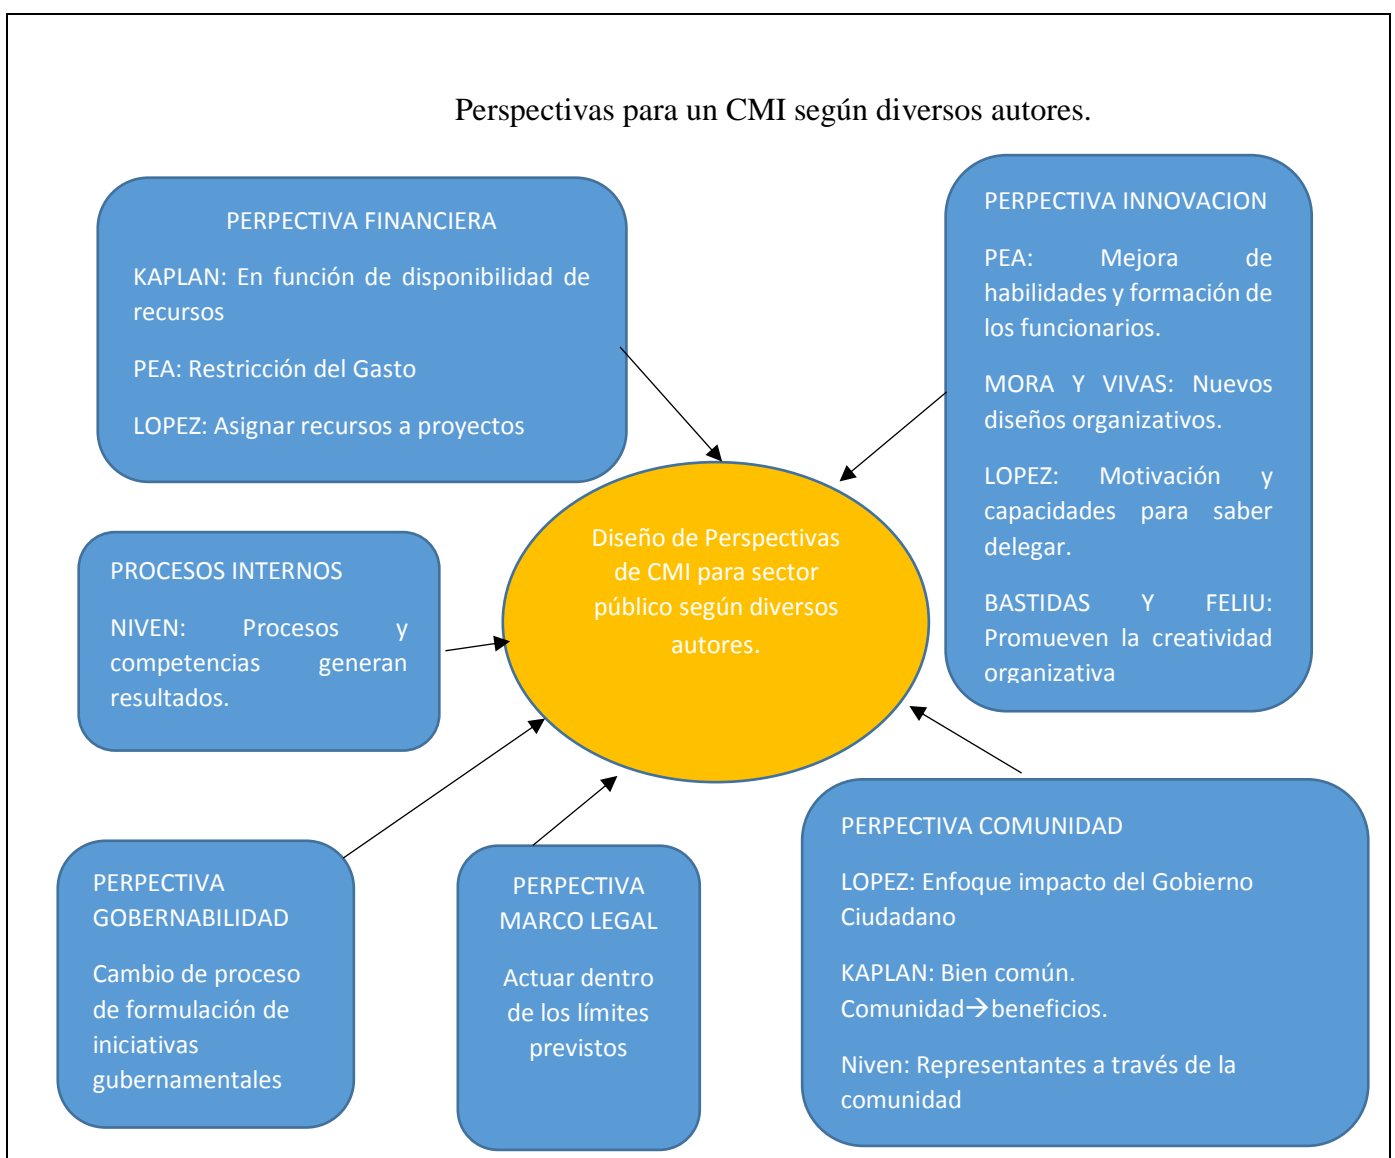 Perspectivas para un CMI según diversos autores.
PERPECTIVA FINANCIERA
KAPLAN: En función de disponibilidad de
recursos
PEA: Restricción del Gasto
LOPEZ: Asignar recursos a proyectos
PERPECTIVA INNOVACION
PEA: Mejora de
habilidades y formación de
los funcionarios.
MORA Y VIVAS: Nuevos
diseños organizativos.
LOPEZ: Motivación y
capacidades para saber
delegar.
BASTIDAS Y FELIU:
Promueven la creatividad
organizativa
Diseño de Perspectivas
de CMI para sector
público según diversos
autores.
PROCESOS INTERNOS
NIVEN: Procesos y
competencias generan
resultados.
PERPECTIVA
GOBERNABILIDAD
Cambio de proceso
de formulación de
iniciativas
gubernamentales
PERPECTIVA
MARCO LEGAL
Actuar dentro
de los límites
previstos
PERPECTIVA COMUNIDAD
LOPEZ: Enfoque impacto del Gobierno
Ciudadano
KAPLAN: Bien común.
Comunidad→beneficios.
Niven: Representantes a través de la
comunidad